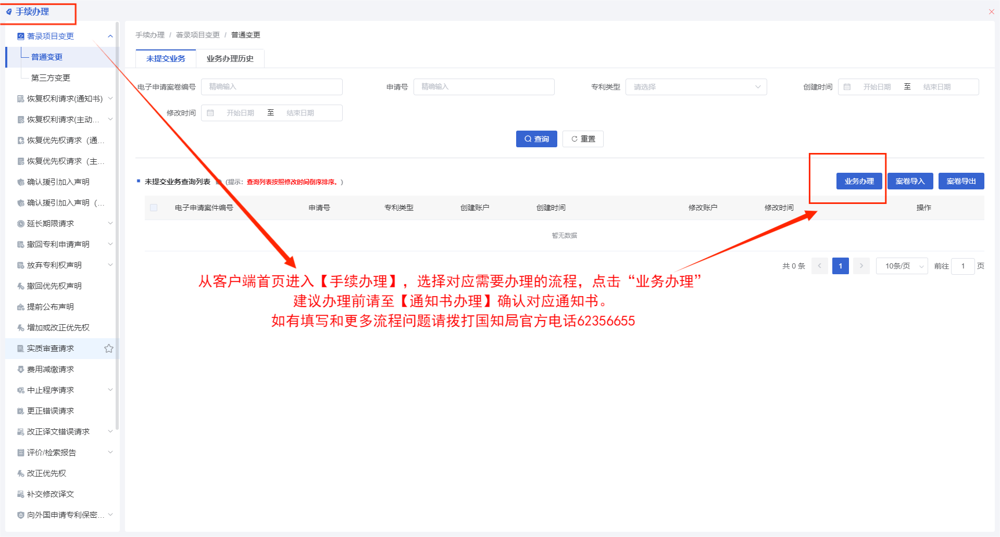 手续办理
著录项目变更
普通变更
第三方变更
恢复权利请求(通知书)
恢复权利请求(主动...
恢复优先权请求（通...
恢复优先权请求（主...
确认援引加入声明
确认援引加入声明（...
延长期限请求
撤回专利申请声明
放弃专利权声明
撤回优先权声明
提前公布声明
增加或改正优先权
实质审查请求
费用减缴请求
中止程序请求
更正错误请求
改正译文错误请求
评价/检索报告
改正优先权
补交修改译文
向外国申请专利保密...
手续办理 / 著录项目变更 / 普通变更
未提交业务 业务办理历史
电子申请案卷编号 精确输入 申请号 精确输入 专利类型 请选择 创建时间 开始日期 至 结束日期
修改时间 开始日期 至 结束日期
查询 重置
未提交业务查询列表 (提示：查询列表按照修改时间倒序排序。) 业务办理 案卷导入 案卷导出
电子申请案件编号 申请号 专利类型 创建账户 创建时间 修改账户 修改时间 操作
暂无数据
共 0 条 1 10条/页 前往 1 页
从客户端首页进入【手续办理】，选择对应需要办理的流程，点击“业务办理”
建议办理前请至【通知书办理】确认对应通知书。
如有填写和更多流程问题请拨打国知局官方电话62356655